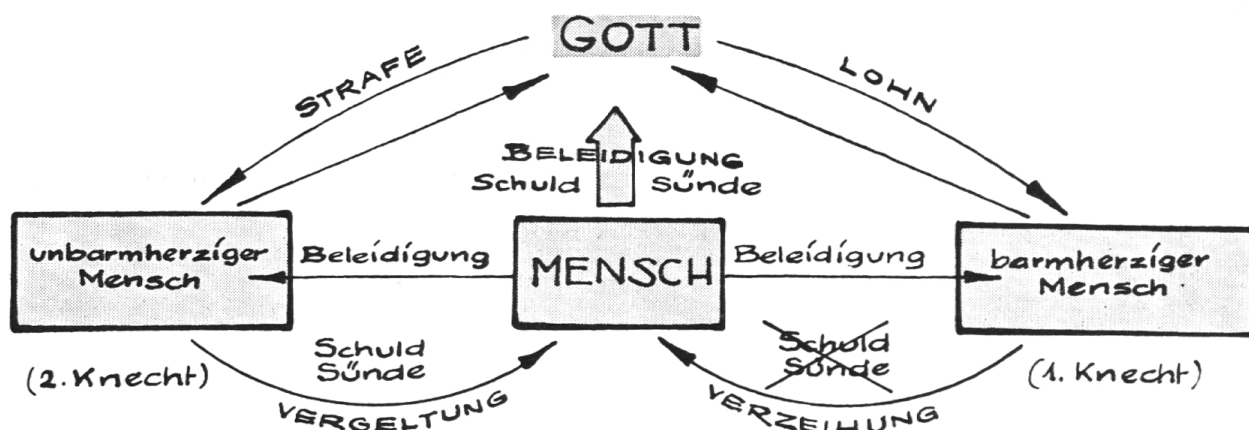 GOTT
STRAFE
LOHN
BELEIDIGUNG
Schuld Sünde
unbarmherziger
Mensch
Beleidigung
MENSCH
Beleidigung
barmherziger
Mensch
(2. Knecht)
Schuld
Sünde
VERGELTUNG
Schuld
Sünde
VERZEIHUNG
(1. Knecht)